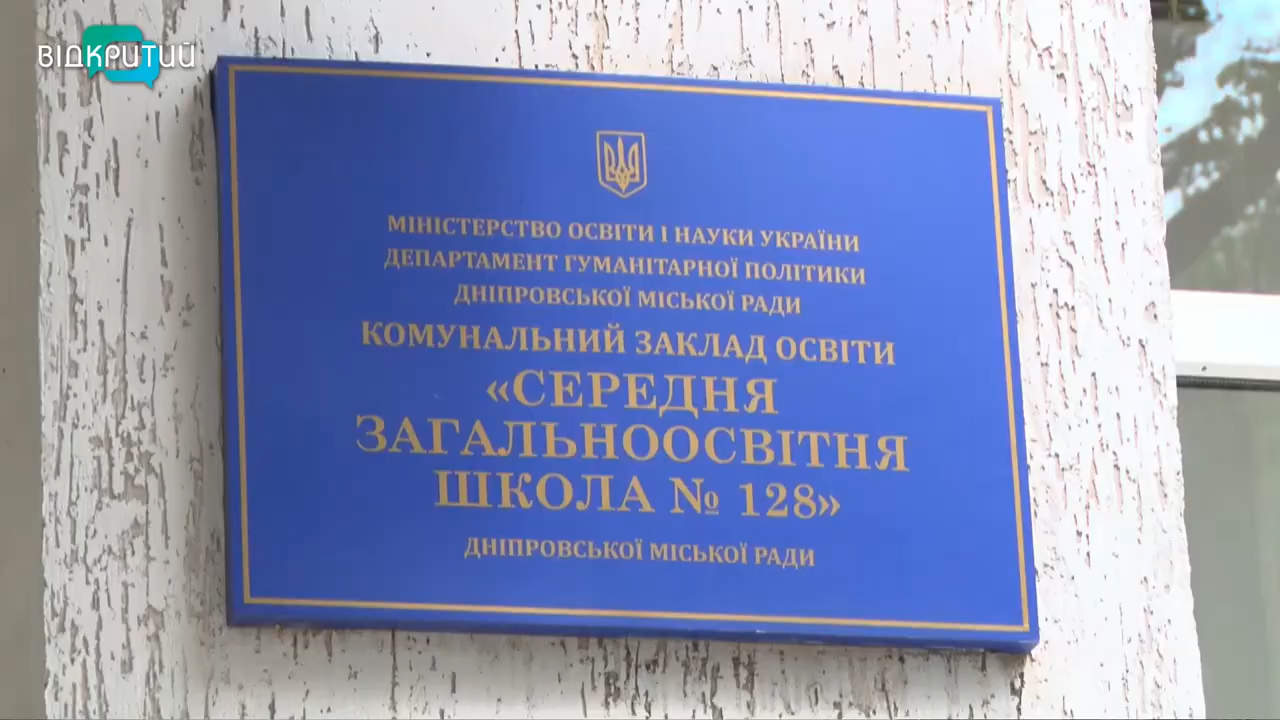 ВІДКРИТИЙ
МІНІСТЕРСТВО ОСВІТИ І НАУКИ УКРАЇНИ
ДЕПАРТАМЕНТ ГУМАНІТАРНОЇ ПОЛІТИКИ
ДНІПРОВСЬКОЇ МІСЬКОЇ РАДИ
КОМУНАЛЬНИЙ ЗАКЛАД ОСВІТИ
«СЕРЕДНЯ
ЗАГАЛЬНООСВІТНЯ
ШКОЛА № 128»
ДНІПРОВСЬКОЇ МІСЬКОЇ РАДИ